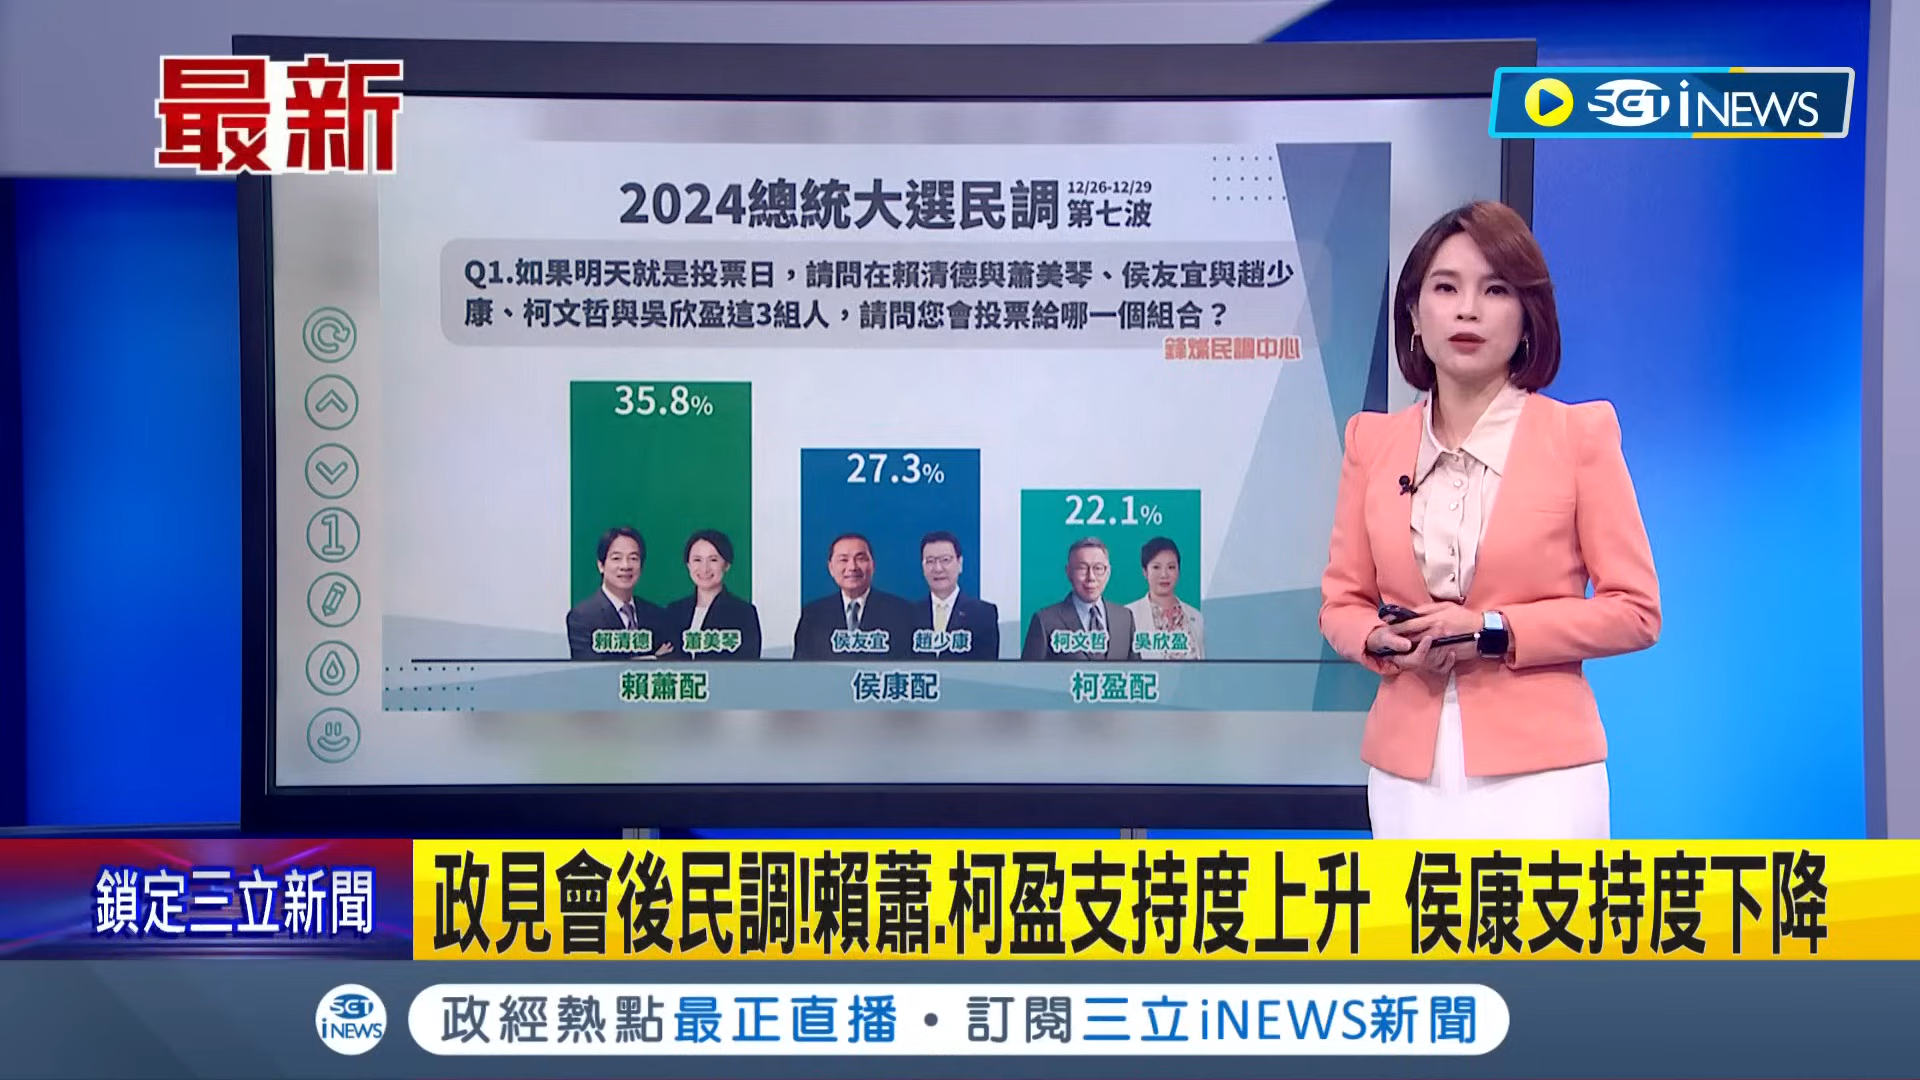 最新
SET iNEWS
2024總統大選民調
12/26-12/29
第七波
Q1.如果明天就是投票日，請問在賴清德與蕭美琴、侯友宜與趙少
康、柯文哲與吳欣盈這3組人，請問您會投票給哪一個組合？
鋒燦民調中心
35.8%
27.3%
22.1%
賴清德 蕭美琴
侯友宜 趙少康
柯文哲 吳欣盈
賴蕭配
侯康配
柯盈配
1
鎖定三立新聞
政見會後民調!賴蕭.柯盈支持度上升 侯康支持度下降
SET iNEWS
政經熱點最正直播・訂閱三立iNEWS新聞